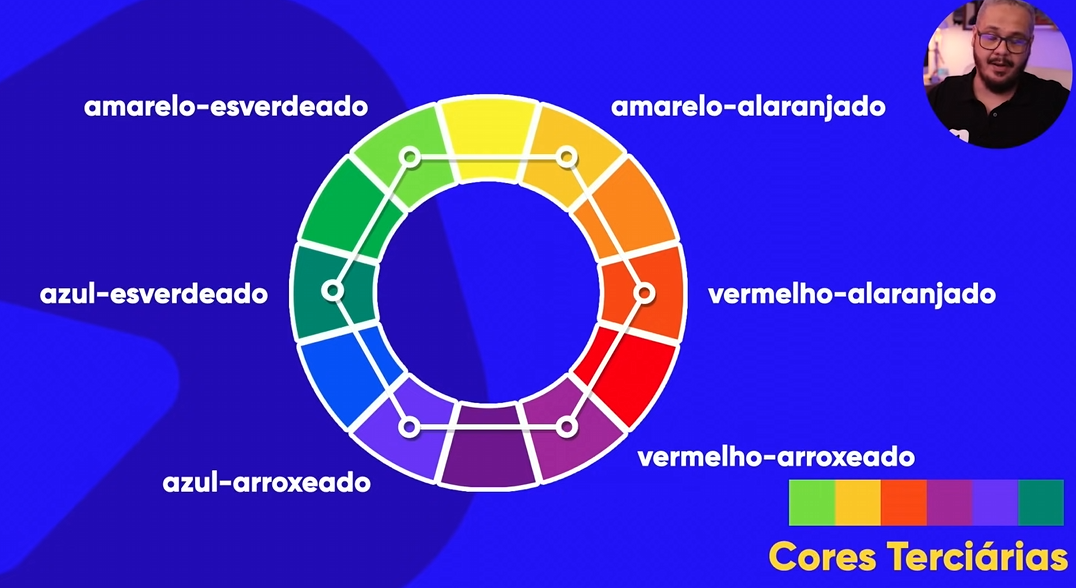 amarelo-esverdeado
amarelo-alaranjado
azul-esverdeado
vermelho-alaranjado
vermelho-arroxeado
azul-arroxeado
Cores Terciárias